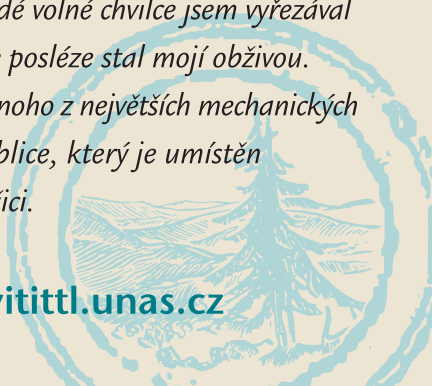 dé volné chvilce jsem vyřezával
posléze stal mojí obživou.
noho z největších mechanických
blice, který je umístěn
ici.
ititttl.unas.cz